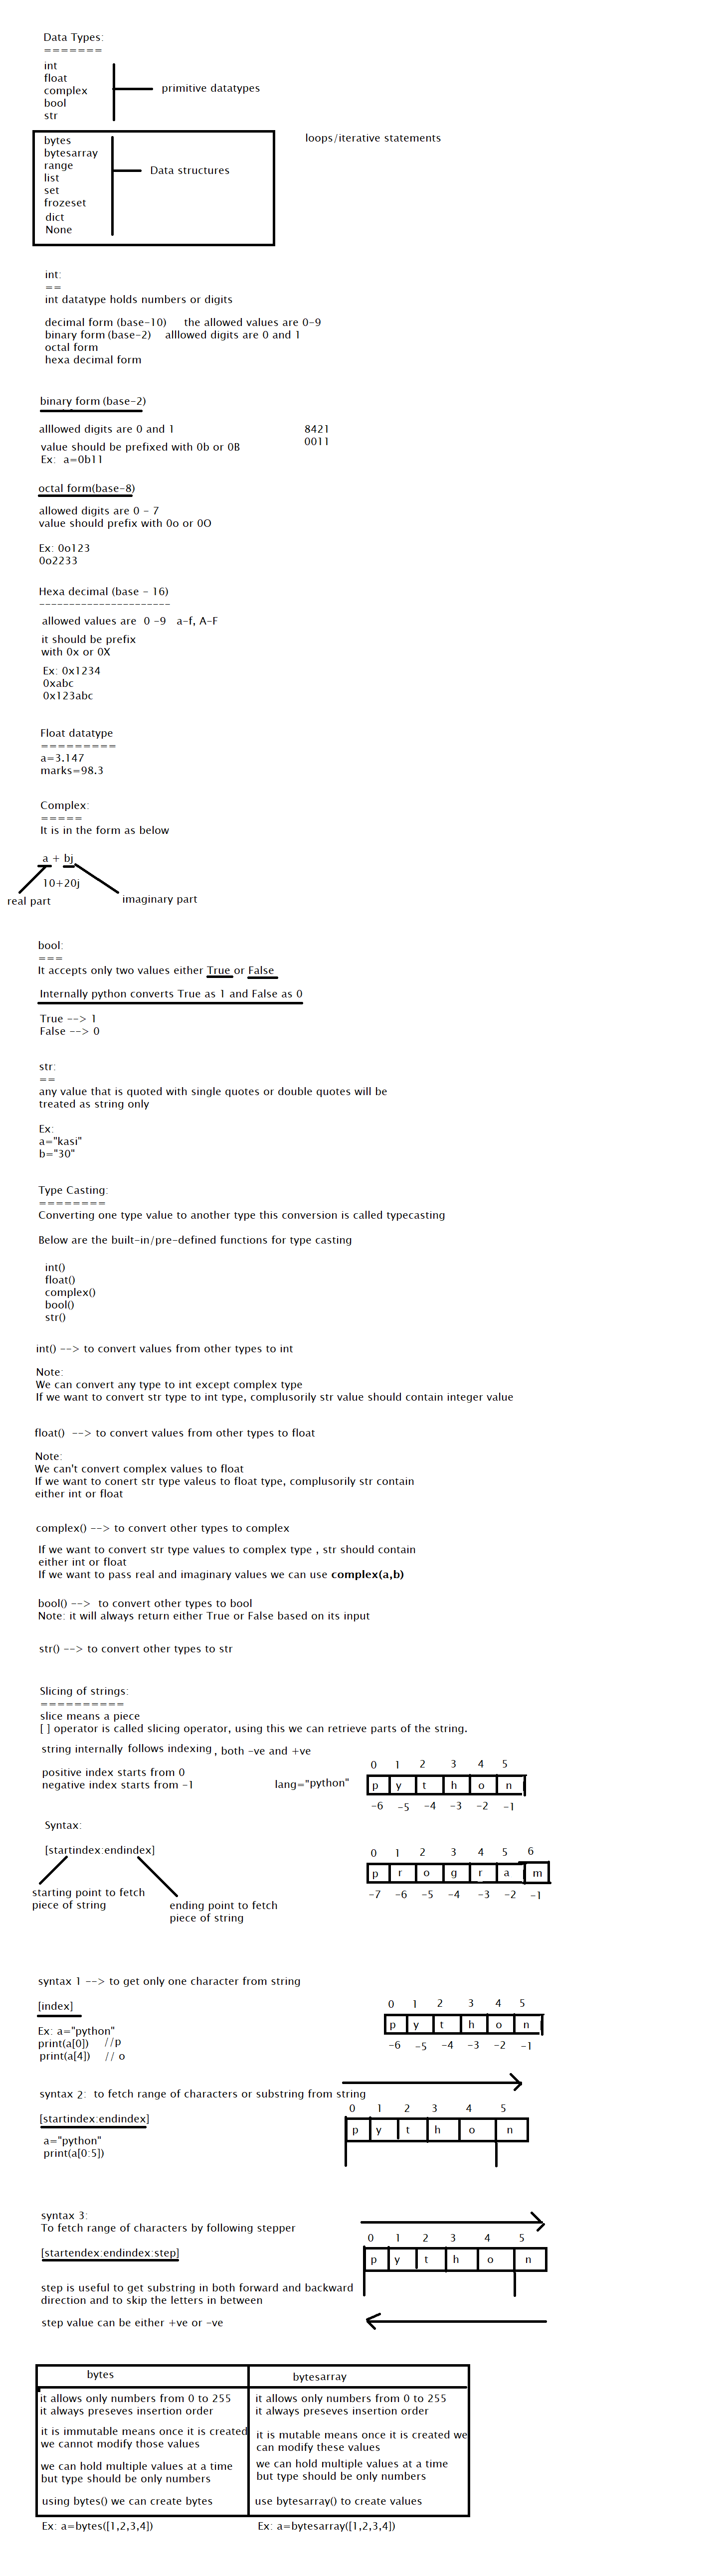 Data Types:
=======
int
float
complex
bool
str
primitive datatypes
bytes
bytesarray
range
list
set
frozeset
dict
None
Data structures
loops/iterative statements
int:
==
int datatype holds numbers or digits
decimal form (base-10) the allowed values are 0-9
binary form (base-2) alllowed digits are 0 and 1
octal form
hexa decimal form
binary form (base-2)
alllowed digits are 0 and 1
value should be prefixed with 0b or 0B
Ex: a=0b11
8421
0011
octal form(base-8)
allowed digits are 0 - 7
value should prefix with 0o or 0O
Ex: 0o123
0o2233
Hexa decimal (base - 16)
----------------------
allowed values are 0 -9 a-f, A-F
it should be prefix
with 0x or 0X
Ex: 0x1234
0xabc
0x123abc
Float datatype
=========
a=3.147
marks=98.3
Complex:
=====
It is in the form as below
a + bj
10+20j
real part
imaginary part
bool:
===
It accepts only two values either True or False
Internally python converts True as 1 and False as 0
True --> 1
False --> 0
str:
==
any value that is quoted with single quotes or double quotes will be
treated as string only
Ex:
a="kasi"
b="30"
Type Casting:
========
Converting one type value to another type this conversion is called typecasting
Below are the built-in/pre-defined functions for type casting
int()
float()
complex()
bool()
str()
int() --> to convert values from other types to int
Note:
We can convert any type to int except complex type
If we want to convert str type to int type, complusorily str value should contain integer value
float() --> to convert values from other types to float
Note:
We can't convert complex values to float
If we want to conert str type valeus to float type, complusorily str contain
either int or float
complex() --> to convert other types to complex
If we want to convert str type values to complex type , str should contain
either int or float
If we want to pass real and imaginary values we can use complex(a,b)
bool() --> to convert other types to bool
Note: it will always return either True or False based on its input
str() --> to convert other types to str
Slicing of strings:
==========
slice means a piece
[ ] operator is called slicing operator, using this we can retrieve parts of the string.
string internally follows indexing , both -ve and +ve
positive index starts from 0
negative index starts from -1
lang="python"
0 1 2 3 4 5
p y t h o n
-6 -5 -4 -3 -2 -1
Syntax:
[startindex:endindex]
starting point to fetch
piece of string
ending point to fetch
piece of string
0 1 2 3 4 5 6
p r o g r a m
-7 -6 -5 -4 -3 -2 -1
syntax 1 --> to get only one character from string
[index]
Ex: a="python"
print(a[0]) //p
print(a[4]) // o
0 1 2 3 4 5
p y t h o n
-6 -5 -4 -3 -2 -1
syntax 2: to fetch range of characters or substring from string
[startindex:endindex]
a="python"
print(a[0:5])
0 1 2 3 4 5
p y t h o n
syntax 3:
To fetch range of characters by following stepper
[startendex:endindex:step]
0 1 2 3 4 5
p y t h o n
step is useful to get substring in both forward and backward
direction and to skip the letters in between
step value can be either +ve or -ve
bytes
it allows only numbers from 0 to 255
it always preseves insertion order
it is immutable means once it is created
we cannot modify those values
we can hold multiple values at a time
but type should be only numbers
using bytes() we can create bytes
Ex: a=bytes([1,2,3,4])
bytesarray
it allows only numbers from 0 to 255
it always preseves insertion order
it is mutable means once it is created we
can modify these values
we can hold multiple values at a time
but type should be only numbers
use bytesarray() to create values
Ex: a=bytesarray([1,2,3,4])